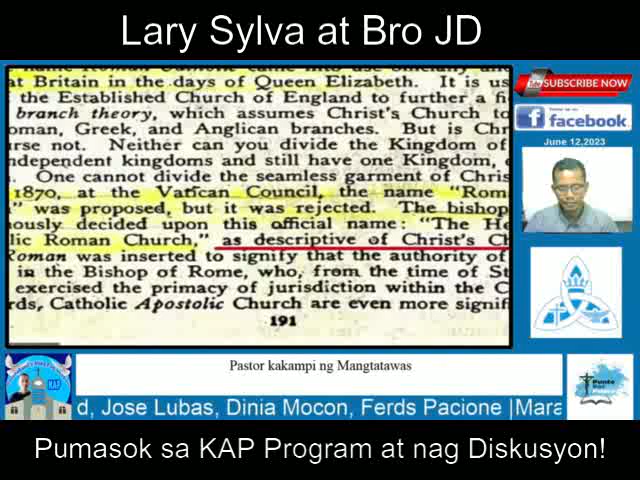 Lary Sylva at Bro JD
at Britain in the days of Queen Elizabeth. It is us
the Established Church of England to further a fi
branch theory, which assumes Christ's Church to
oman, Greek, and Anglican branches. But is Chr
rse not. Neither can you divide the Kingdom of
ndependent kingdoms and still have one Kingdom,
. One cannot divide the seamless garment of Chris
1870, at the Vatican Council, the name "Rom
" was proposed, but it was rejected. The bishop
nously decided upon this official name: "The H
lic Roman Church," as descriptive of Christ's Ch
Roman was inserted to signify that the authority of
in the Bishop of Rome, who, from the time of St
exercised the primacy of jurisdiction within the C
rds, Catholic Apostolic Church are even more signif
191
SUBSCRIBE NOW
facebook
June 12,2023
Pastor kakampi ng Mangtatawas
KAP
d, Jose Lubas, Dinia Mocon, Ferds Pacione |Mara
Punto
Por
Pumasok sa KAP Program at nag Diskusyon!